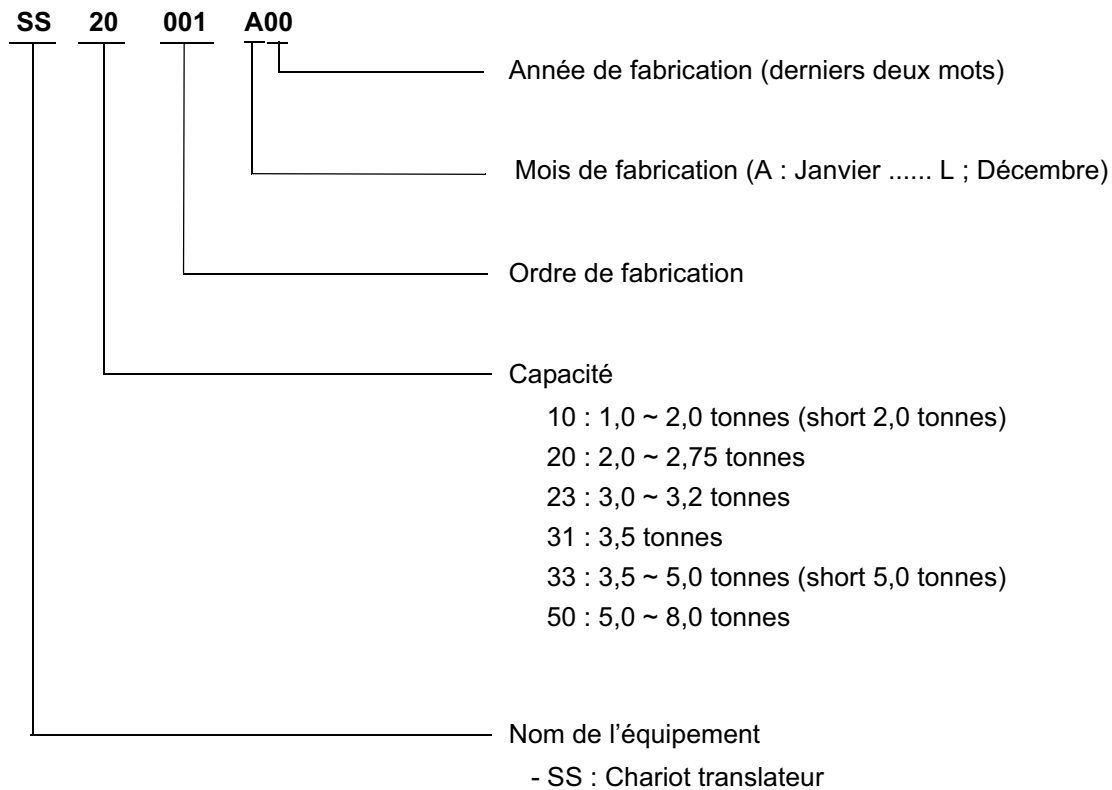 SS 20 001 A00
Année de fabrication (derniers deux mots)
Mois de fabrication (A : Janvier ...... L ; Décembre)
Ordre de fabrication
Capacité
10 : 1,0 ~ 2,0 tonnes (short 2,0 tonnes)
20 : 2,0 ~ 2,75 tonnes
23 : 3,0 ~ 3,2 tonnes
31 : 3,5 tonnes
33 : 3,5 ~ 5,0 tonnes (short 5,0 tonnes)
50 : 5,0 ~ 8,0 tonnes
Nom de l’équipement
- SS : Chariot translateur